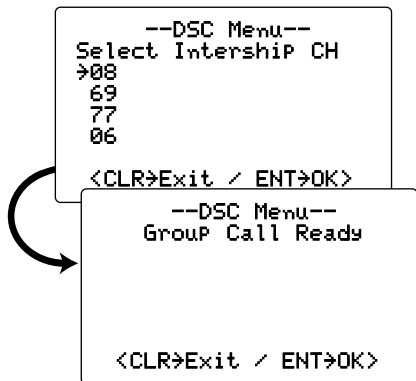 --DSC Menu--
Select Intership CH
→08
69
77
06
<CLR→Exit / ENT→OK>
--DSC Menu--
Group Call Ready
<CLR→Exit / ENT→OK>